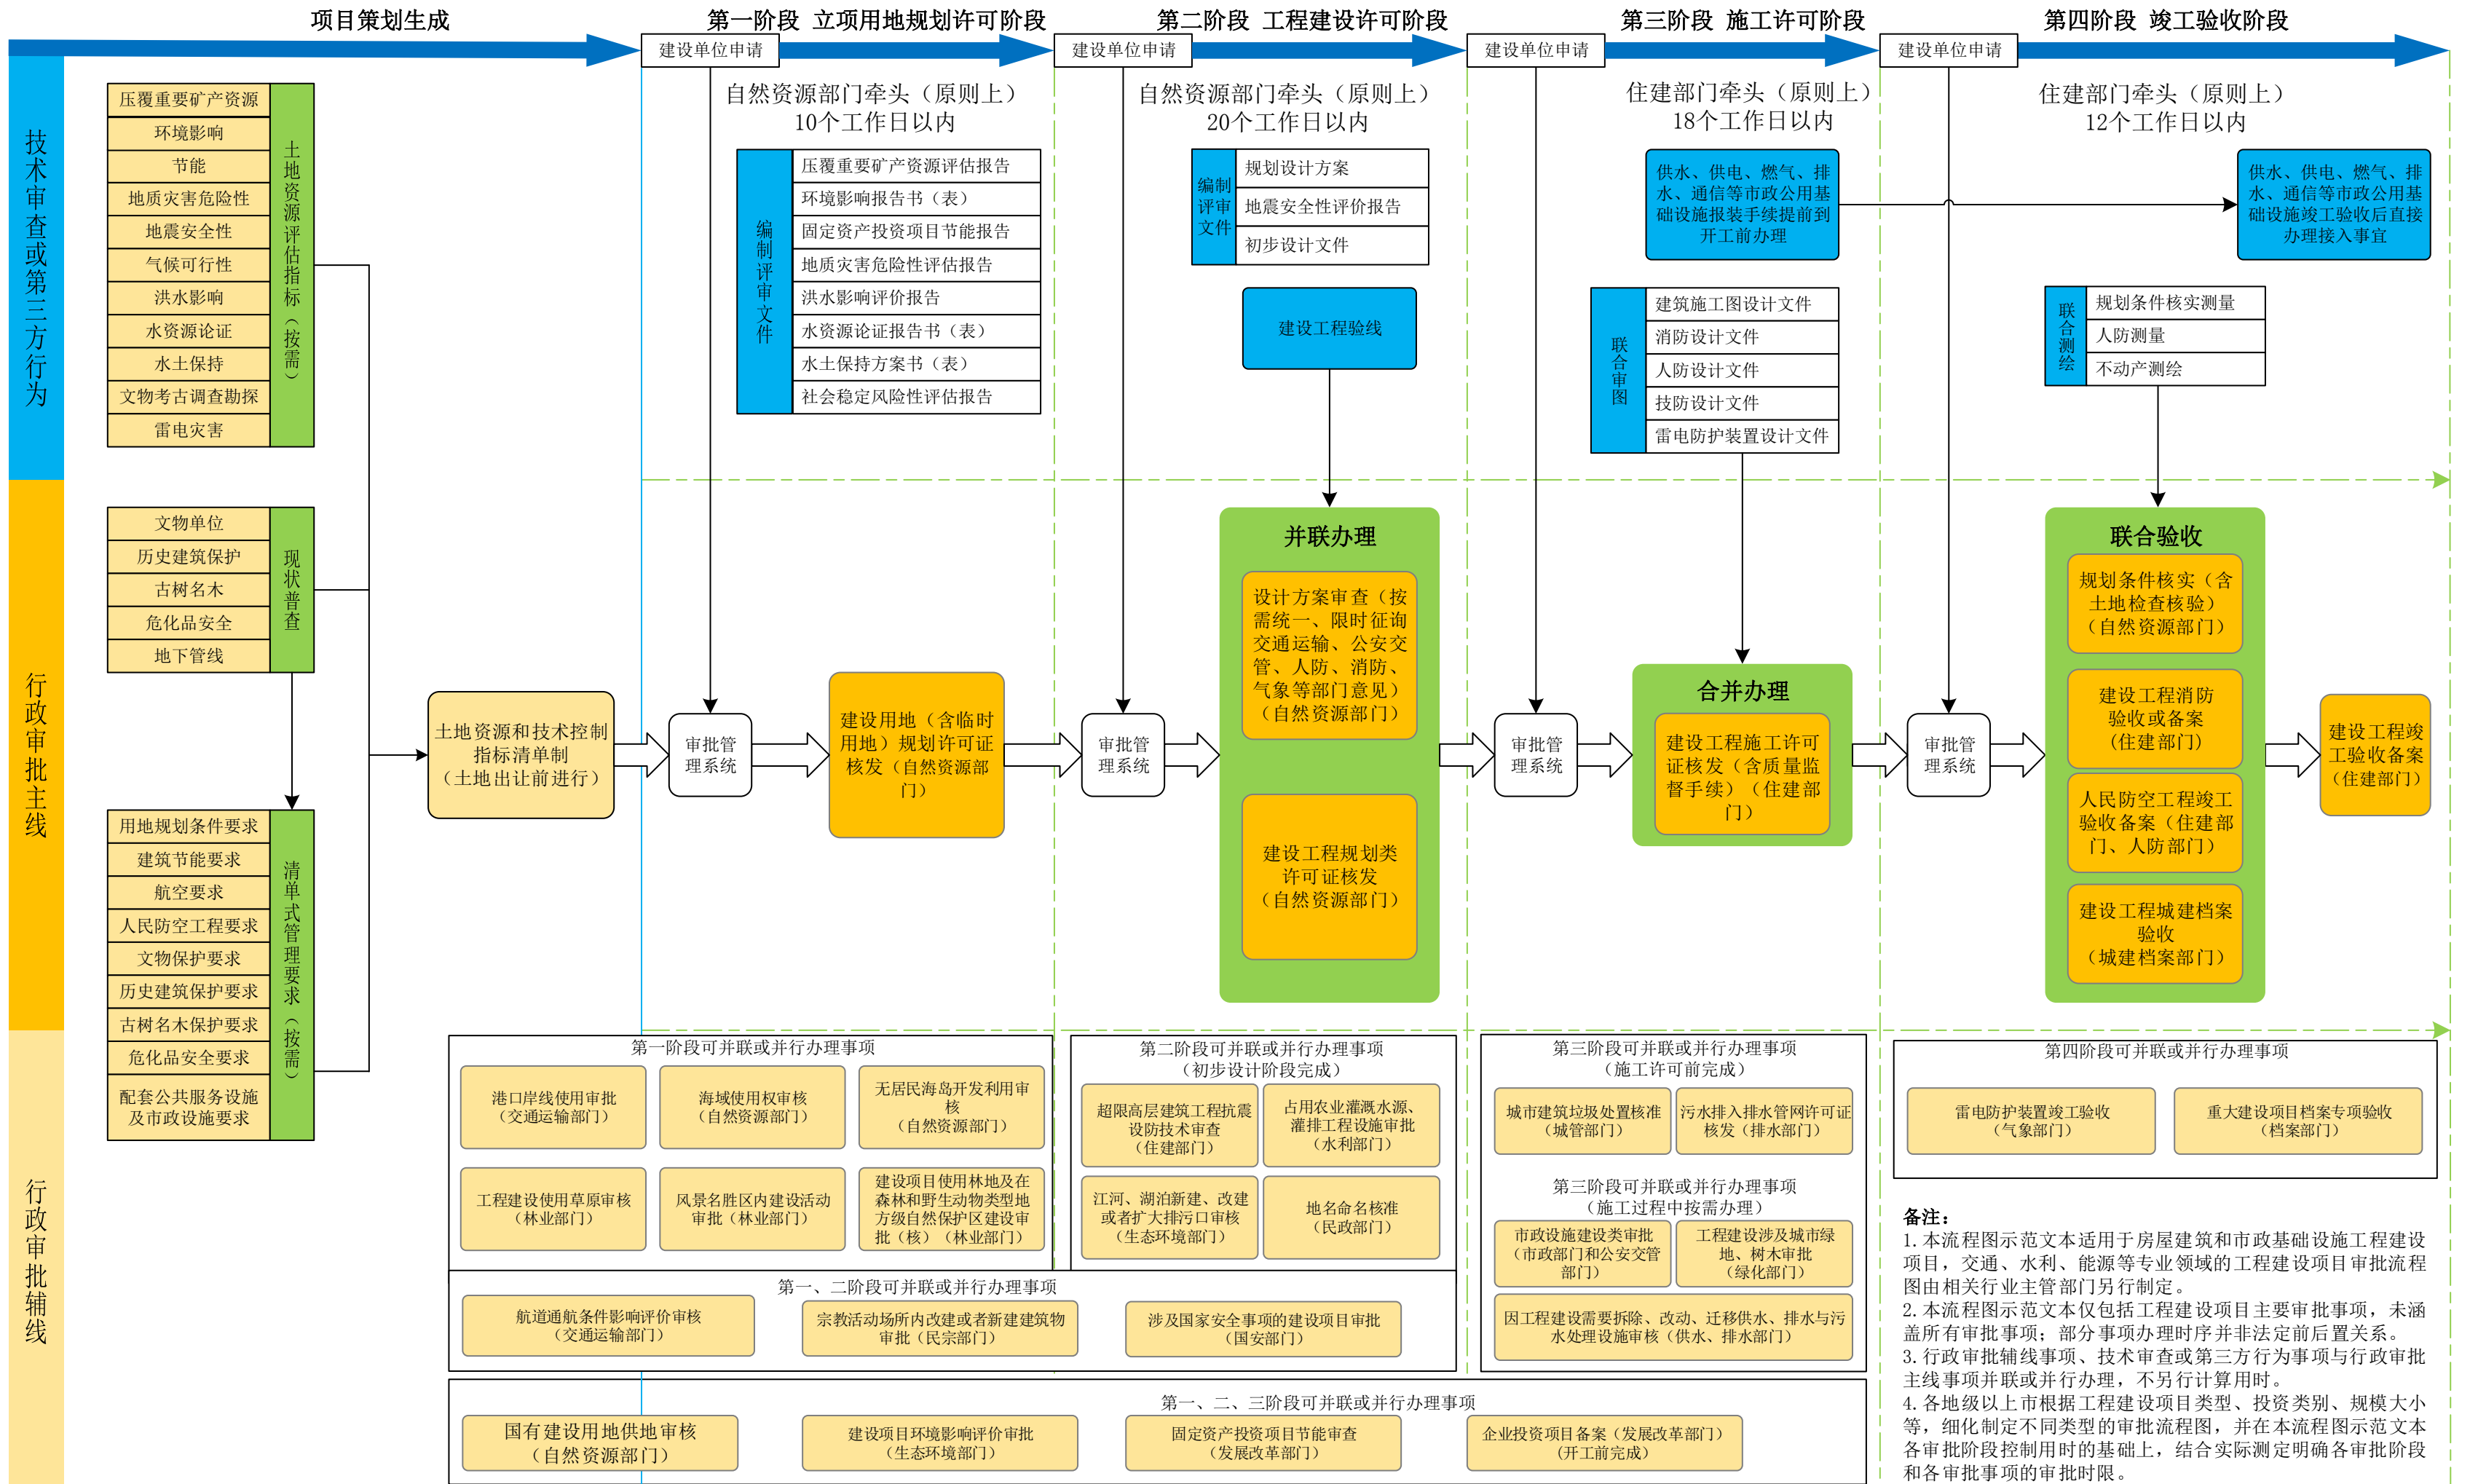 项目策划生成
第一阶段 立项用地规划许可阶段
第二阶段 工程建设许可阶段
第三阶段 施工许可阶段
第四阶段 竣工验收阶段
建设单位申请
建设单位申请
建设单位申请
建设单位申请
技术审查或第三方行为
行政审批主线
行政审批辅线
压覆重要矿产资源
环境影响
节能
地质灾害危险性
地震安全性
气候可行性
洪水影响
水资源论证
水土保持
文物考古调查勘探
雷电灾害
土地资源评估指标（按需）
文物单位
历史建筑保护
古树名木
危化品安全
地下管线
现状普查
用地规划条件要求
建筑节能要求
航空要求
人民防空工程要求
文物保护要求
历史建筑保护要求
古树名木保护要求
危化品安全要求
配套公共服务设施
及市政设施要求
清单式管理要求（按需）
土地资源和技术控制
指标清单制
（土地出让前进行）
自然资源部门牵头（原则上）
10个工作日以内
编制评审文件
压覆重要矿产资源评估报告
环境影响报告书（表）
固定资产投资项目节能报告
地质灾害危险性评估报告
洪水影响评价报告
水资源论证报告书（表）
水土保持方案书（表）
社会稳定风险性评估报告
审批管
理系统
建设用地（含临时
用地）规划许可证
核发（自然资源部
门）
自然资源部门牵头（原则上）
20个工作日以内
编制
评审
文件
规划设计方案
地震安全性评价报告
初步设计文件
建设工程验线
审批管
理系统
并联办理
设计方案审查（按
需统一、限时征询
交通运输、公安交
管、人防、消防、
气象等部门意见）
（自然资源部门）
建设工程规划类
许可证核发
（自然资源部门）
住建部门牵头（原则上）
18个工作日以内
供水、供电、燃气、排
水、通信等市政公用基
础设施报装手续提前到
开工前办理
联合审图
建筑施工图设计文件
消防设计文件
人防设计文件
技防设计文件
雷电防护装置设计文件
审批管
理系统
合并办理
建设工程施工许可
证核发（含质量监
督手续）（住建部
门）
住建部门牵头（原则上）
12个工作日以内
供水、供电、燃气、排
水、通信等市政公用基
础设施竣工验收后直接
办理接入事宜
联合测绘
规划条件核实测量
人防测量
不动产测绘
审批管
理系统
联合验收
规划条件核实（含
土地检查核验）
（自然资源部门）
建设工程消防
验收或备案
(住建部门)
人民防空工程竣工
验收备案（住建部
门、人防部门）
建设工程城建档案
验收
（城建档案部门）
建设工程竣
工验收备案
（住建部门）
第一阶段可并联或并行办理事项
港口岸线使用审批
（交通运输部门）
海域使用权审核
（自然资源部门）
无居民海岛开发利用审
核
（自然资源部门）
工程建设使用草原审核
（林业部门）
风景名胜区内建设活动
审批（林业部门）
建设项目使用林地及在
森林和野生动物类型地
方级自然保护区建设审
批（核）（林业部门）
第二阶段可并联或并行办理事项
（初步设计阶段完成）
超限高层建筑工程抗震
设防技术审查
（住建部门）
占用农业灌溉水源、
灌排工程设施审批
（水利部门）
江河、湖泊新建、改建
或者扩大排污口审核
（生态环境部门）
地名命名核准
（民政部门）
第一、二阶段可并联或并行办理事项
航道通航条件影响评价审核
（交通运输部门）
宗教活动场所内改建或者新建建筑物
审批（民宗部门）
涉及国家安全事项的建设项目审批
（国安部门）
第三阶段可并联或并行办理事项
（施工许可前完成）
城市建筑垃圾处置核准
（城管部门）
污水排入排水管网许可证
核发（排水部门）
第三阶段可并联或并行办理事项
（施工过程中按需办理）
市政设施建设类审批
（市政部门和公安交管
部门）
工程建设涉及城市绿
地、树木审批
（绿化部门）
因工程建设需要拆除、改动、迁移供水、排水与污
水处理设施审核（供水、排水部门）
第一、二、三阶段可并联或并行办理事项
国有建设用地供地审核
（自然资源部门）
建设项目环境影响评价审批
（生态环境部门）
固定资产投资项目节能审查
（发展改革部门）
企业投资项目备案（发展改革部门）
(开工前完成)
第四阶段可并联或并行办理事项
雷电防护装置竣工验收
（气象部门）
重大建设项目档案专项验收
（档案部门）
备注：
1.本流程图示范文本适用于房屋建筑和市政基础设施工程建设
项目，交通、水利、能源等专业领域的工程建设项目审批流程
图由相关行业主管部门另行制定。
2.本流程图示范文本仅包括工程建设项目主要审批事项，未涵
盖所有审批事项；部分事项办理时序并非法定前后置关系。
3.行政审批辅线事项、技术审查或第三方行为事项与行政审批
主线事项并联或并行办理，不另行计算用时。
4.各地级以上市根据工程建设项目类型、投资类别、规模大小
等，细化制定不同类型的审批流程图，并在本流程图示范文本
各审批阶段控制用时的基础上，结合实际测定明确各审批阶段
和各审批事项的审批时限。